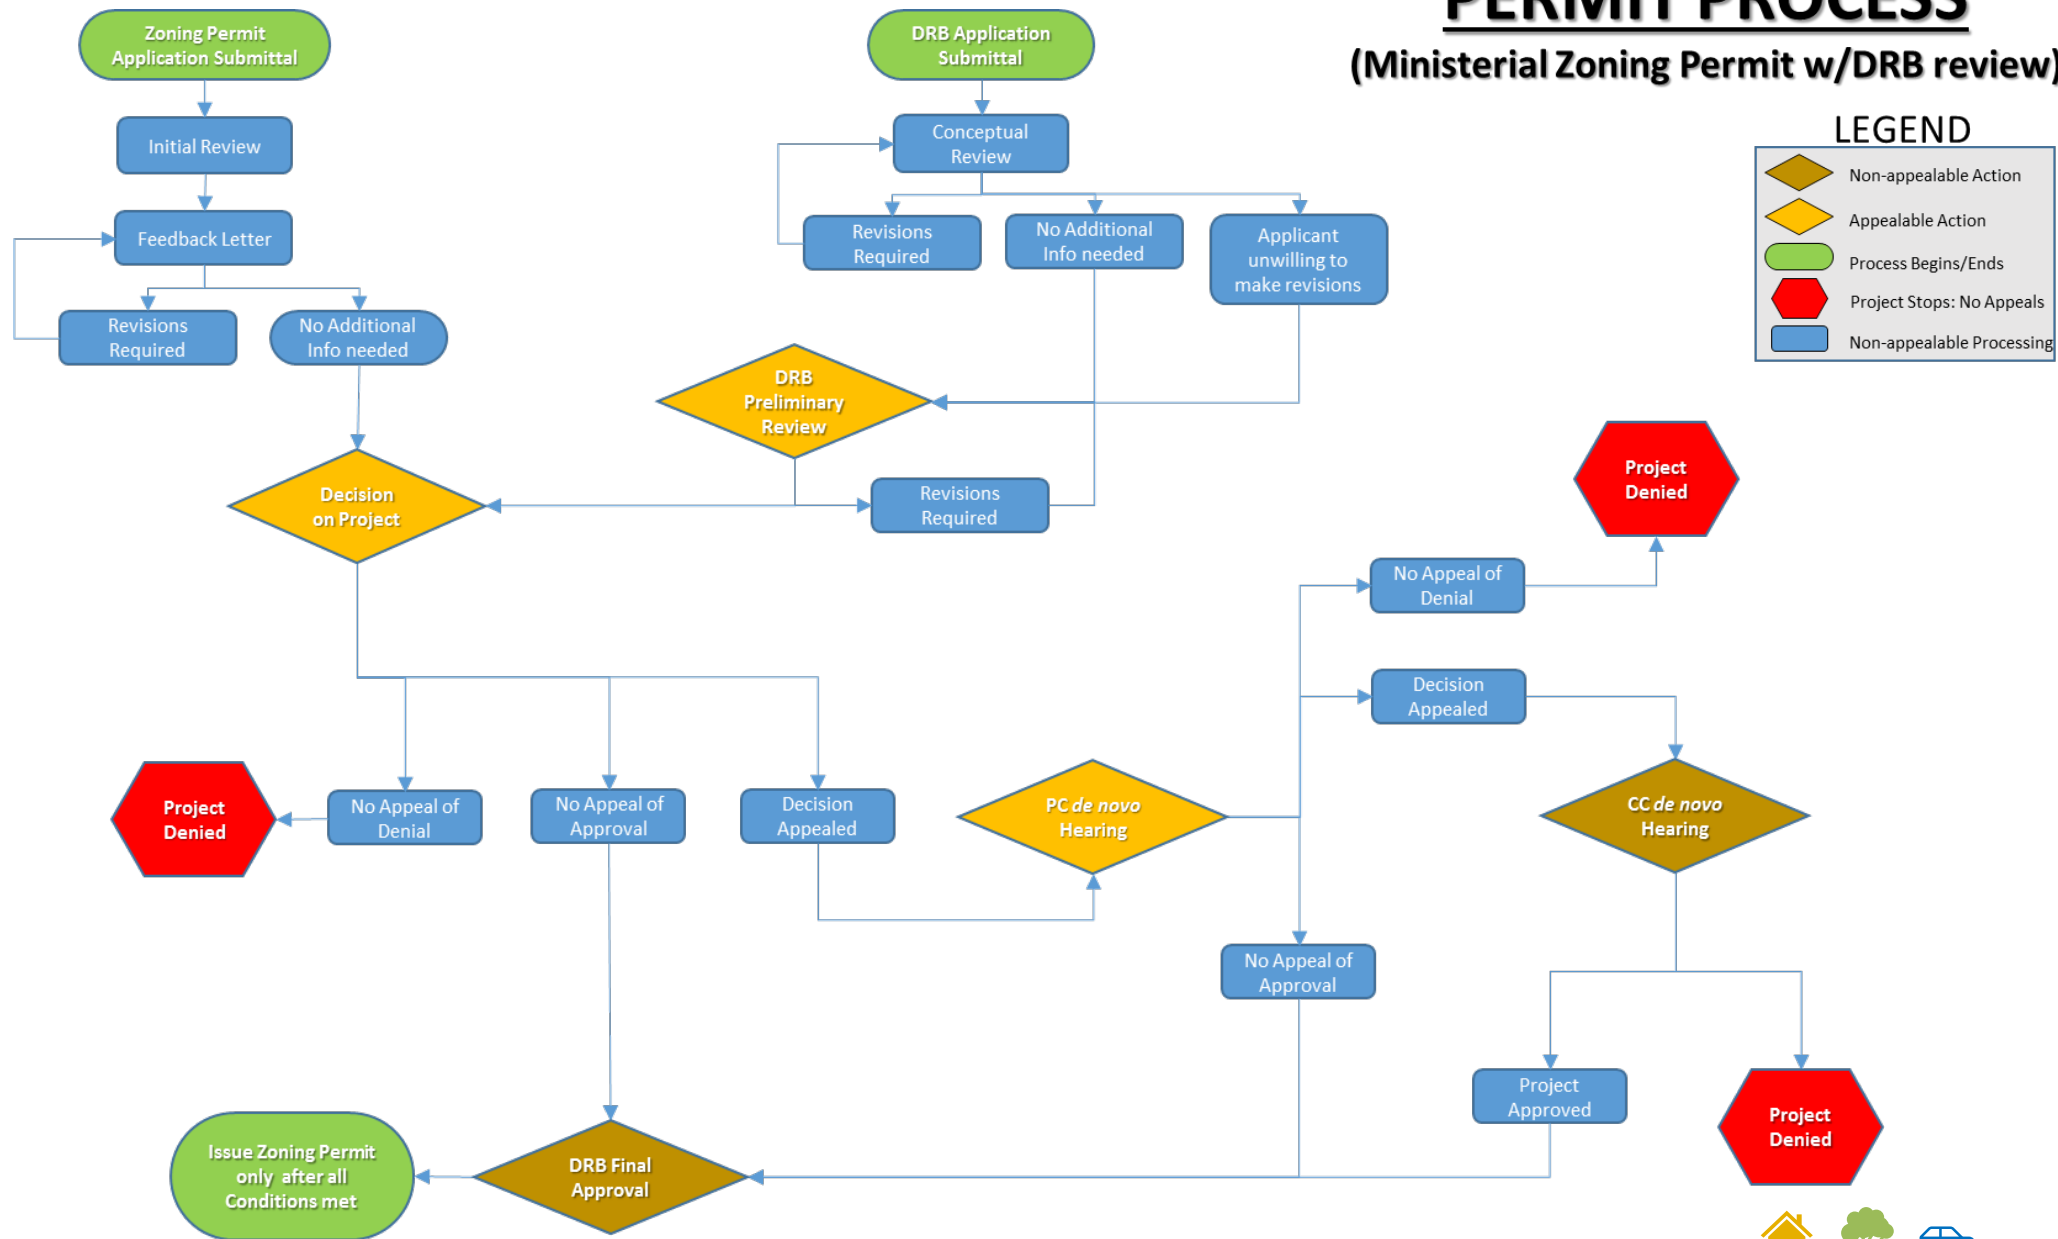 PERMIT PROCESS
(Ministerial Zoning Permit w/DRB review)
LEGEND
Non-appealable Action
Appealable Action
Process Begins/Ends
Project Stops: No Appeals
Non-appealable Processing
Zoning Permit
Application Submittal
Initial Review
Feedback Letter
Revisions
Required
No Additional
Info needed
DRB Application
Submittal
Conceptual
Review
Revisions
Required
No Additional
Info needed
Applicant
unwilling to
make revisions
DRB
Preliminary
Review
Revisions
Required
Decision
on Project
Project
Denied
No Appeal of
Denial
No Appeal of
Approval
Decision
Appealed
PC de novo
Hearing
No Appeal of
Denial
Project
Denied
Decision
Appealed
CC de novo
Hearing
No Appeal of
Approval
Project
Approved
Project
Denied
DRB Final
Approval
Issue Zoning Permit
only after all
Conditions met